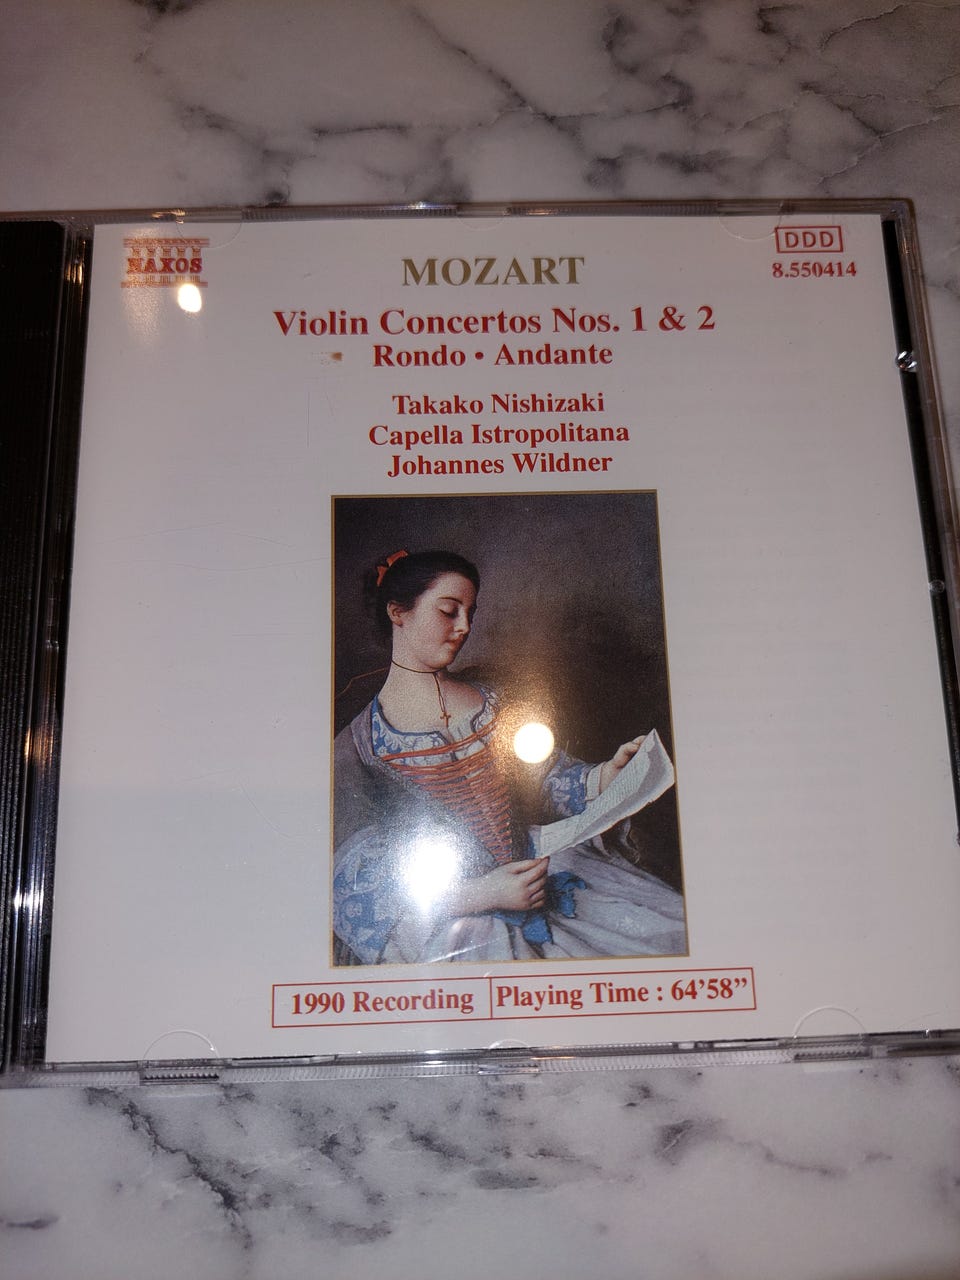 NAXOS
DDD
8.550414
MOZART
Violin Concertos Nos. 1 & 2
Rondo • Andante
Takako Nishizaki
Capella Istropolitana
Johannes Wildner
1990 Recording
Playing Time : 64’58”